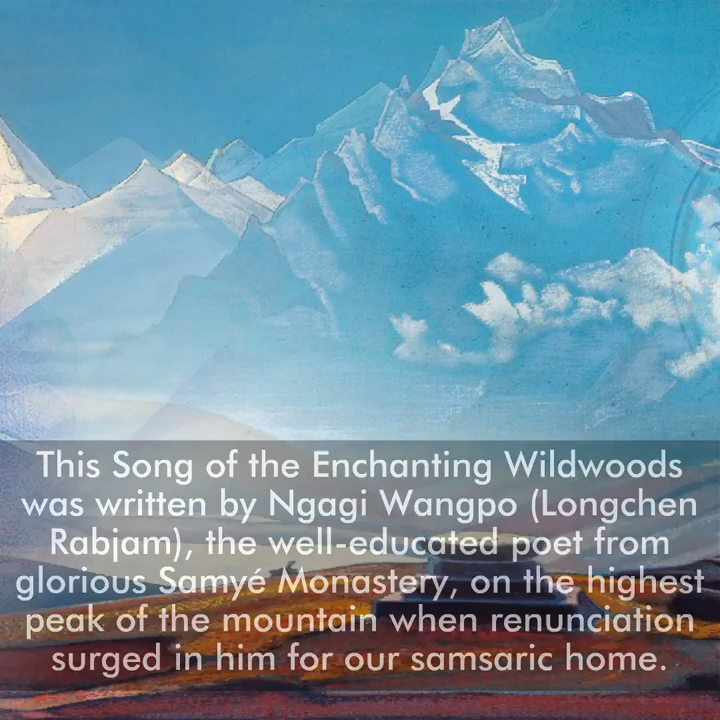 This Song of the Enchanting Wildwoods
was written by Ngagi Wangpo (Longchen
Rabjam), the well-educated poet from
glorious Samyé Monastery, on the highest
peak of the mountain when renunciation
surged in him for our samsaric home.